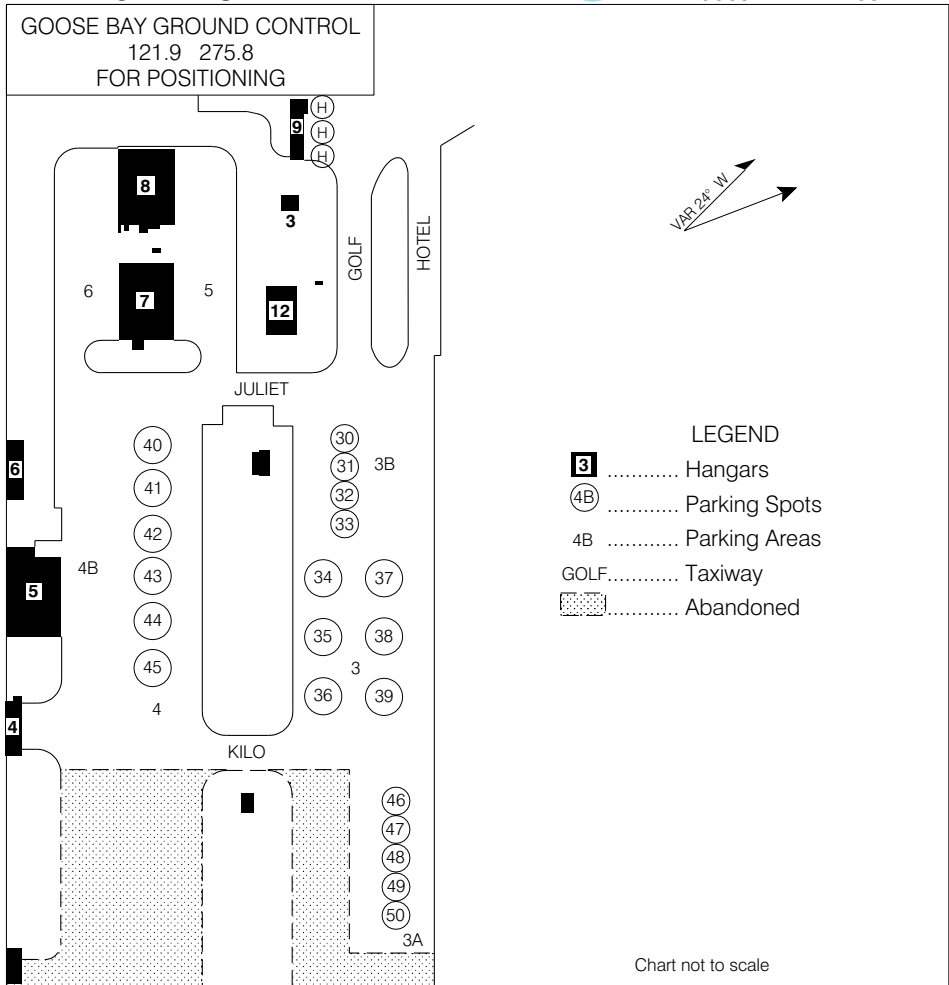 GOOSE BAY GROUND CONTROL
121.9 275.8
FOR POSITIONING
9
H
H
H
8
3
VAR 24° W
GOLF
HOTEL
6
7
5
12
JULIET
6
40
41
42
43
44
45
4
4B
5
4
30
31
32
33
3B
34
37
35
38
3
36
39
KILO
46
47
48
49
50
3A
LEGEND
3 ............ Hangars
4B ............ Parking Spots
4B ............ Parking Areas
GOLF............ Taxiway
............ Abandoned
Chart not to scale